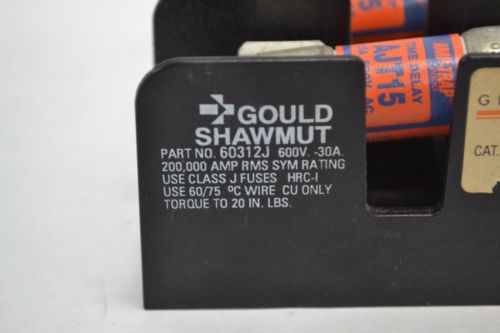 GOULD
SHAWMUT
PART NO. 60312J 600V. -30A.
200,000 AMP RMS SYM RATING
USE CLASS J FUSES HRC-I
USE 60/75 °C WIRE CU ONLY
TORQUE TO 20 IN. LBS.
TIME DELAY
AJT15
CAT.